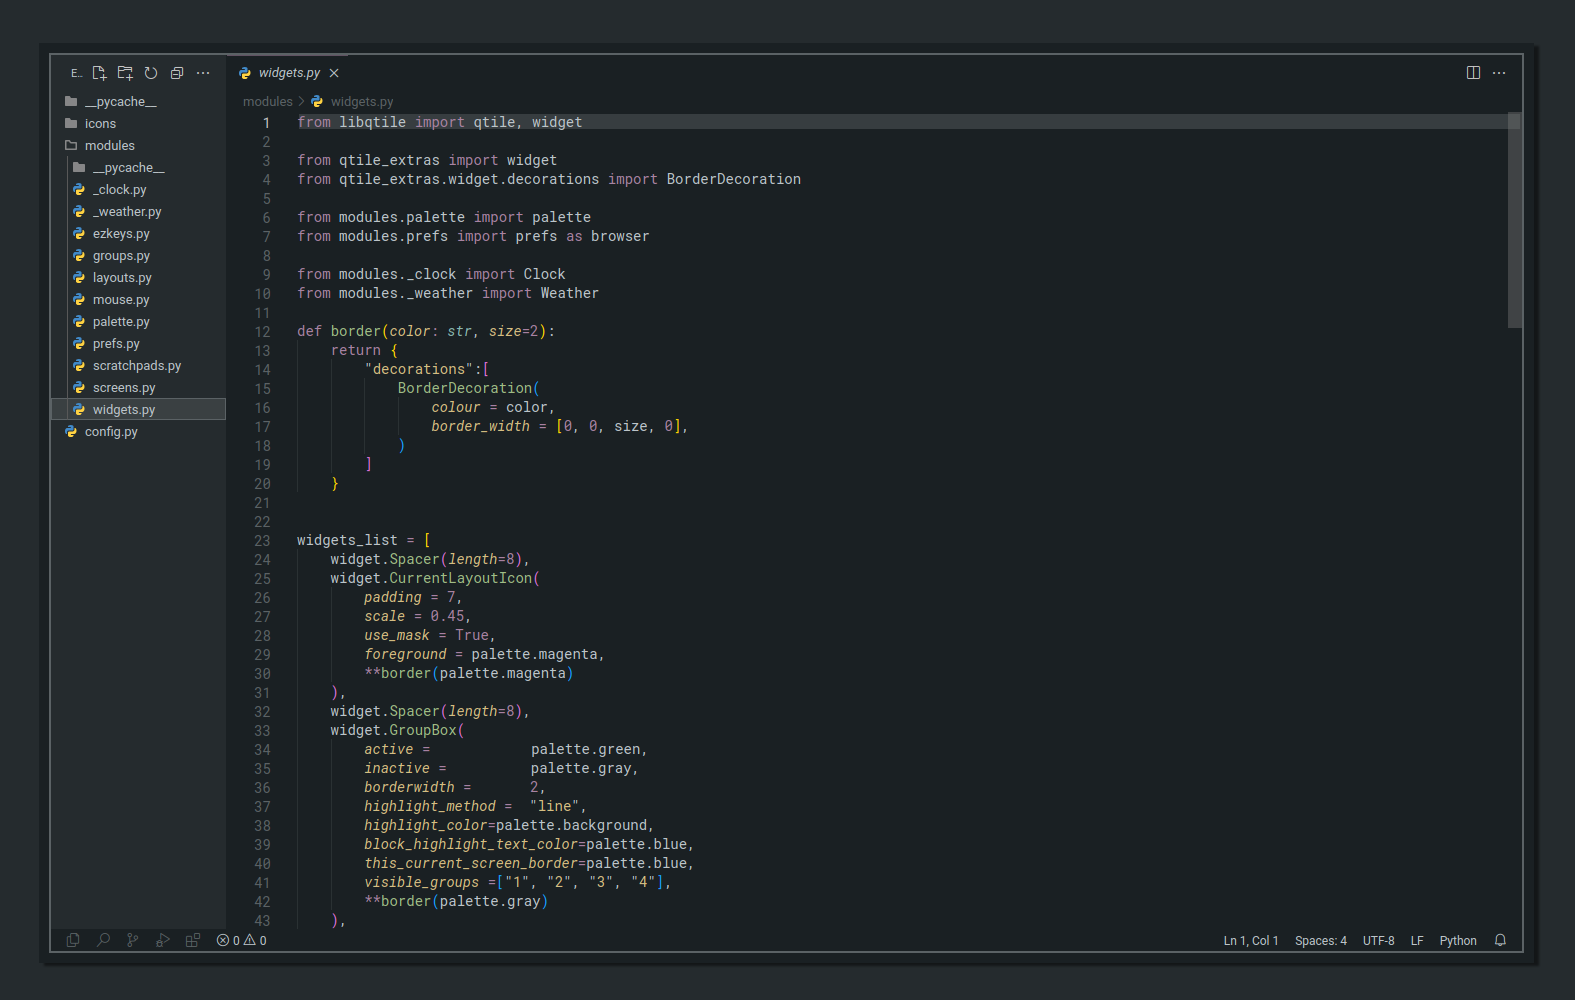 E..
widgets.py
__pycache__
icons
modules
__pycache__
_clock.py
_weather.py
ezkeys.py
groups.py
layouts.py
mouse.py
palette.py
prefs.py
scratchpads.py
screens.py
widgets.py
config.py
modules > widgets.py
1 from libqtile import qtile, widget
2
3 from qtile_extras import widget
4 from qtile_extras.widget.decorations import BorderDecoration
5
6 from modules.palette import palette
7 from modules.prefs import prefs as browser
8
9 from modules._clock import Clock
10 from modules._weather import Weather
11
12 def border(color: str, size=2):
13     return {
14         "decorations":[
15             BorderDecoration(
16                 colour = color,
17                 border_width = [0, 0, size, 0],
18             )
19         ]
20     }
21
22
23 widgets_list = [
24     widget.Spacer(length=8),
25     widget.CurrentLayoutIcon(
26         padding = 7,
27         scale = 0.45,
28         use_mask = True,
29         foreground = palette.magenta,
30         **border(palette.magenta)
31     ),
32     widget.Spacer(length=8),
33     widget.GroupBox(
34         active =            palette.green,
35         inactive =          palette.gray,
36         borderwidth =       2,
37         highlight_method =  "line",
38         highlight_color=palette.background,
39         block_highlight_text_color=palette.blue,
40         this_current_screen_border=palette.blue,
41         visible_groups =["1", "2", "3", "4"],
42         **border(palette.gray)
43     ),
0 0 Ln 1, Col 1 Spaces: 4 UTF-8 LF Python